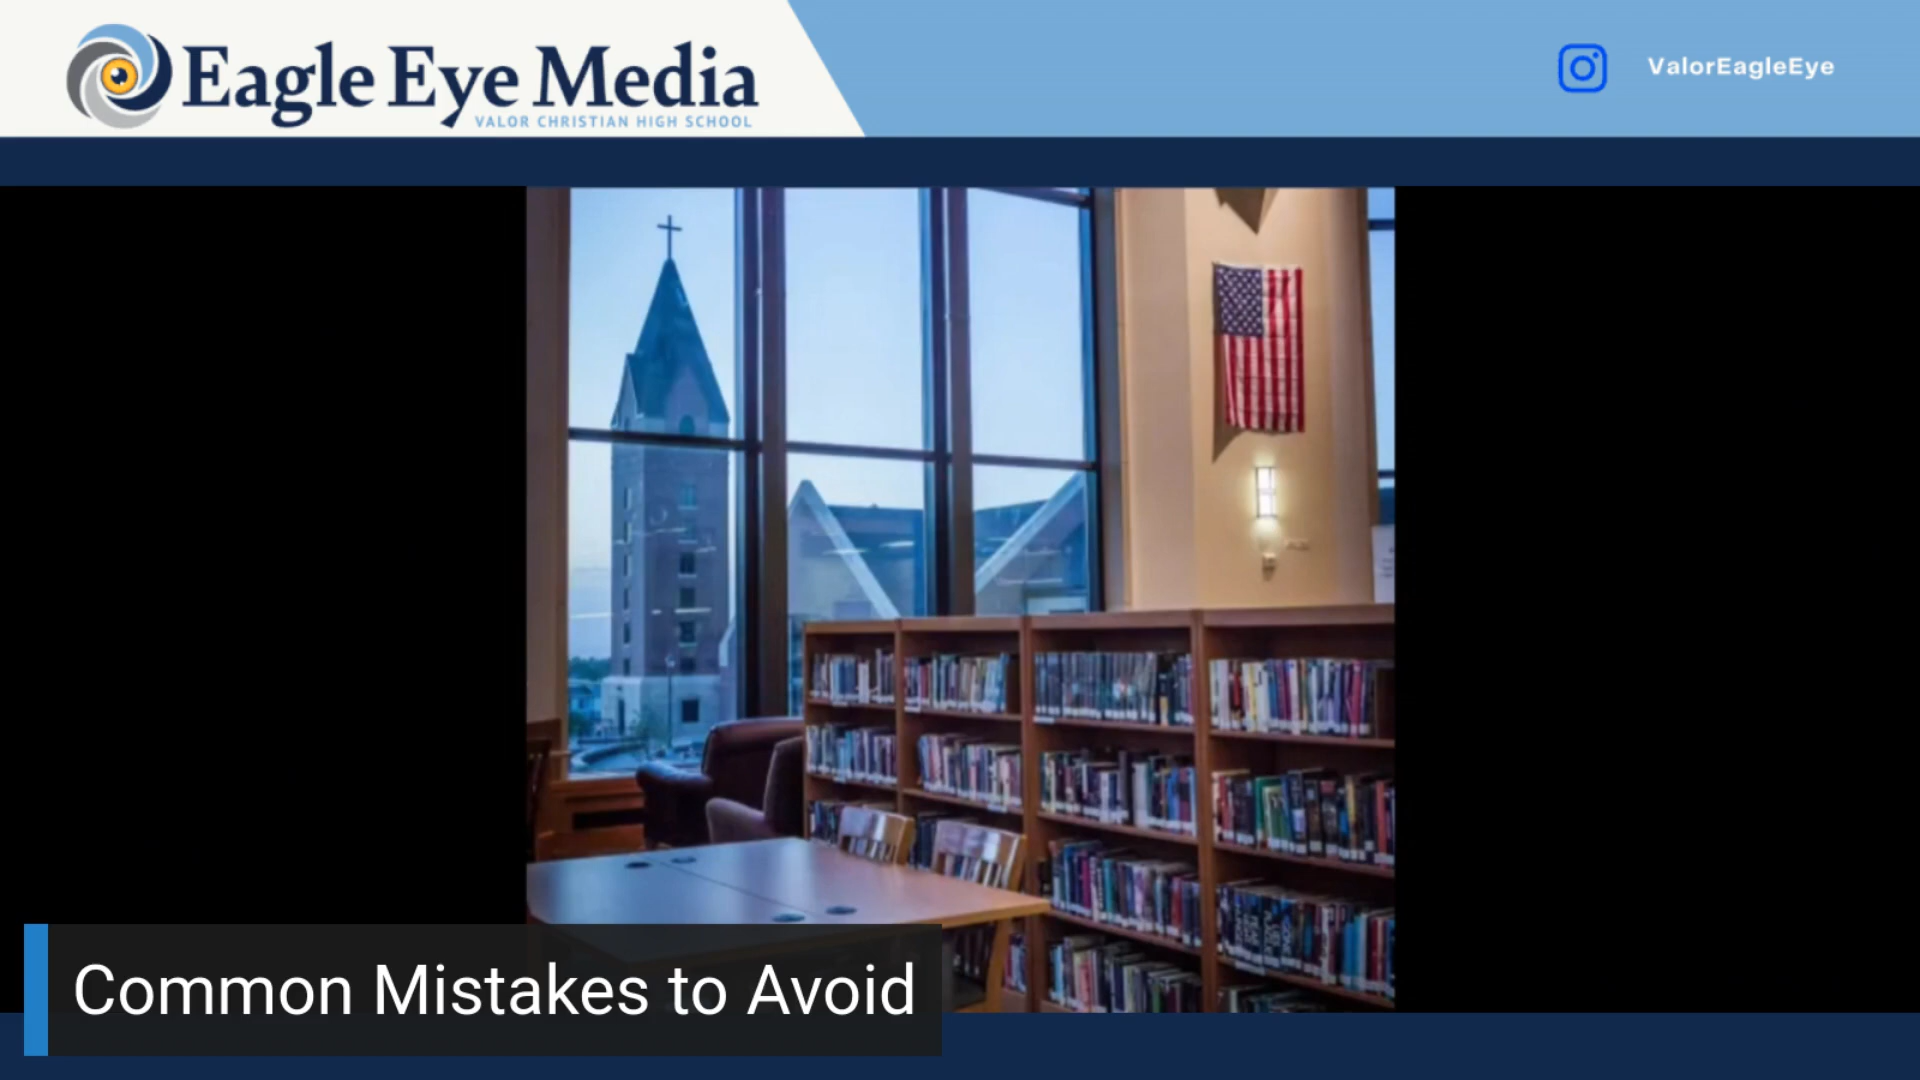 Eagle Eye Media
VALOR CHRISTIAN HIGH SCHOOL
ValorEagleEye
Common Mistakes to Avoid